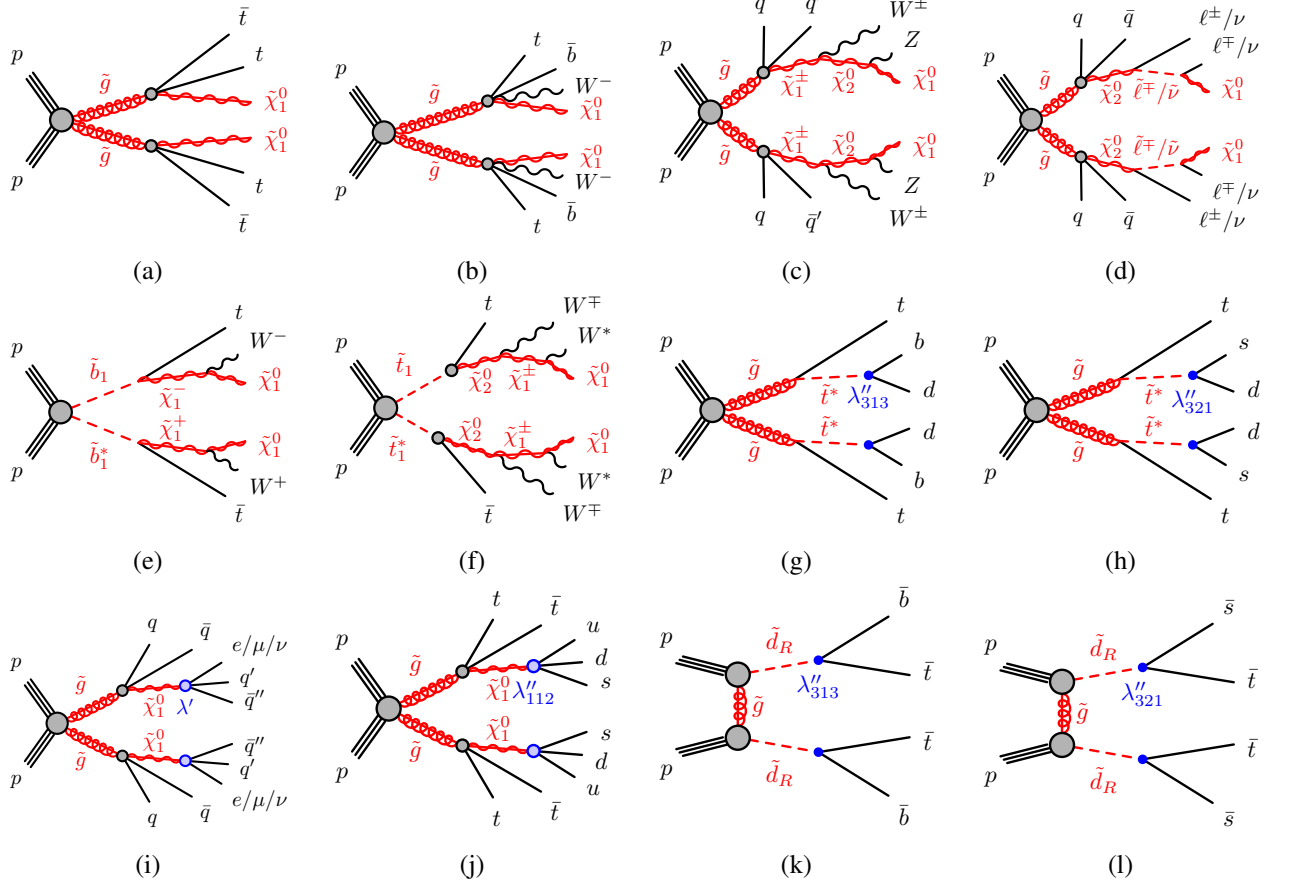 p p g̃ g̃ t̄ t χ̃₁⁰ χ̃₁⁰ t t̄
(a)
p p g̃ g̃ t b̄ W⁻ χ̃₁⁰ χ̃₁⁰ W⁻ b̄ t
(b)
p p g̃ g̃ q q̄′ χ̃₁± χ̃₂⁰ W± Z χ̃₁⁰ χ̃₁± χ̃₂⁰ χ̃₁⁰ Z W± q q̄′
(c)
p p g̃ g̃ q q̄ χ̃₂⁰ ℓ̃∓/ν̃ ℓ±/ν ℓ∓/ν χ̃₁⁰ χ̃₂⁰ ℓ̃∓/ν̃ χ̃₁⁰ ℓ∓/ν ℓ±/ν q q̄
(d)
p p b̃₁ b̃₁* t W⁻ χ̃₁⁻ χ̃₁⁰ χ̃₁⁺ χ̃₁⁰ W⁺ t̄
(e)
p p t̃₁ t̃₁* t W∓ W* χ̃₂⁰ χ̃₁± χ̃₁⁰ χ̃₂⁰ χ̃₁± χ̃₁⁰ W* W∓ t̄
(f)
p p g̃ g̃ t b t̃* λ″₃₁₃ d t̃* d b t
(g)
p p g̃ g̃ t s t̃* λ″₃₂₁ d t̃* d s t
(h)
p p g̃ g̃ q q̄ e/μ/ν q′ q̄″ χ̃₁⁰ λ′ χ̃₁⁰ q̄″ q′ e/μ/ν q̄ q
(i)
p p g̃ g̃ t t̄ u d s χ̃₁⁰ λ″₁₁₂ χ̃₁⁰ s d u t̄ t
(j)
p p d̃_R g̃ d̃_R λ″₃₁₃ b̄ t̄ t̄ b̄
(k)
p p d̃_R g̃ d̃_R λ″₃₂₁ s̄ t̄ t̄ s̄
(l)